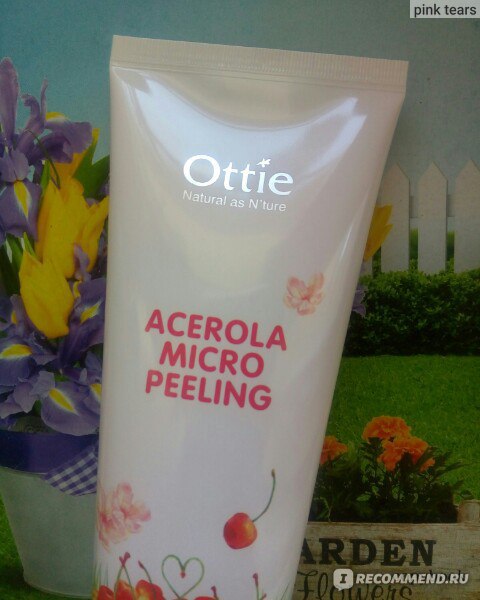 pink tears
Ottie
Natural as N'ture
ACEROLA
MICRO
PEELING
ARDEN
Flowers
I RECOMMEND.RU